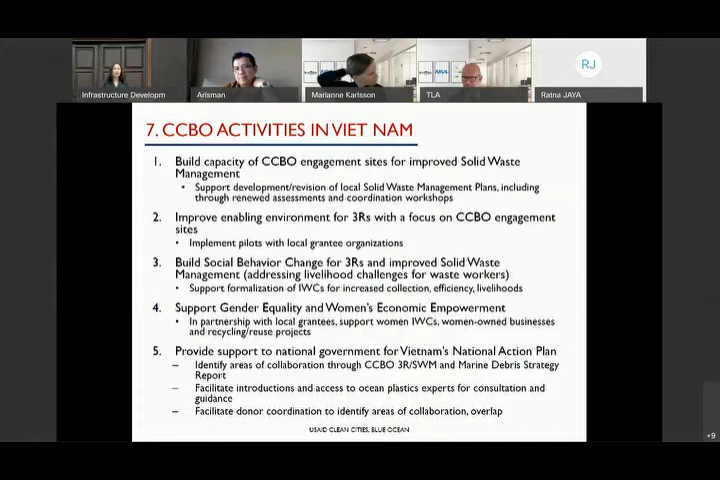 RJ
Infrastructure Developm
Arisman
Marianne Karlsson
TLA
Ratna JAYA
7. CCBO ACTIVITIES IN VIET NAM
1. Build capacity of CCBO engagement sites for improved Solid Waste
Management
• Support development/revision of local Solid Waste Management Plans, including
through renewed assessments and coordination workshops
2. Improve enabling environment for 3Rs with a focus on CCBO engagement
sites
• Implement pilots with local grantee organizations
3. Build Social Behavior Change for 3Rs and improved Solid Waste
Management (addressing livelihood challenges for waste workers)
• Support formalization of IWCs for increased collection, efficiency, livelihoods
4. Support Gender Equality and Women's Economic Empowerment
• In partnership with local grantees, support women IWCs, women-owned businesses
and recycling/reuse projects
5. Provide support to national government for Vietnam's National Action Plan
– Identify areas of collaboration through CCBO 3R/SWM and Marine Debris Strategy
Report
– Facilitate introductions and access to ocean plastics experts for consultation and
guidance
– Facilitate donor coordination to identify areas of collaboration, overlap
USAID CLEAN CITIES, BLUE OCEAN
+9